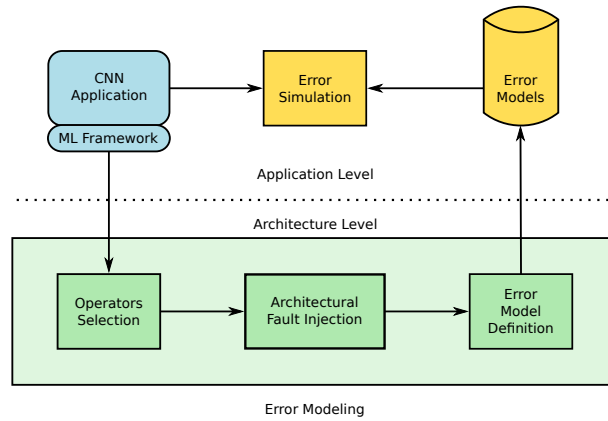 CNN
Application
ML Framework
Error
Simulation
Error
Models
Application Level
Architecture Level
Operators
Selection
Architectural
Fault Injection
Error
Model
Definition
Error Modeling